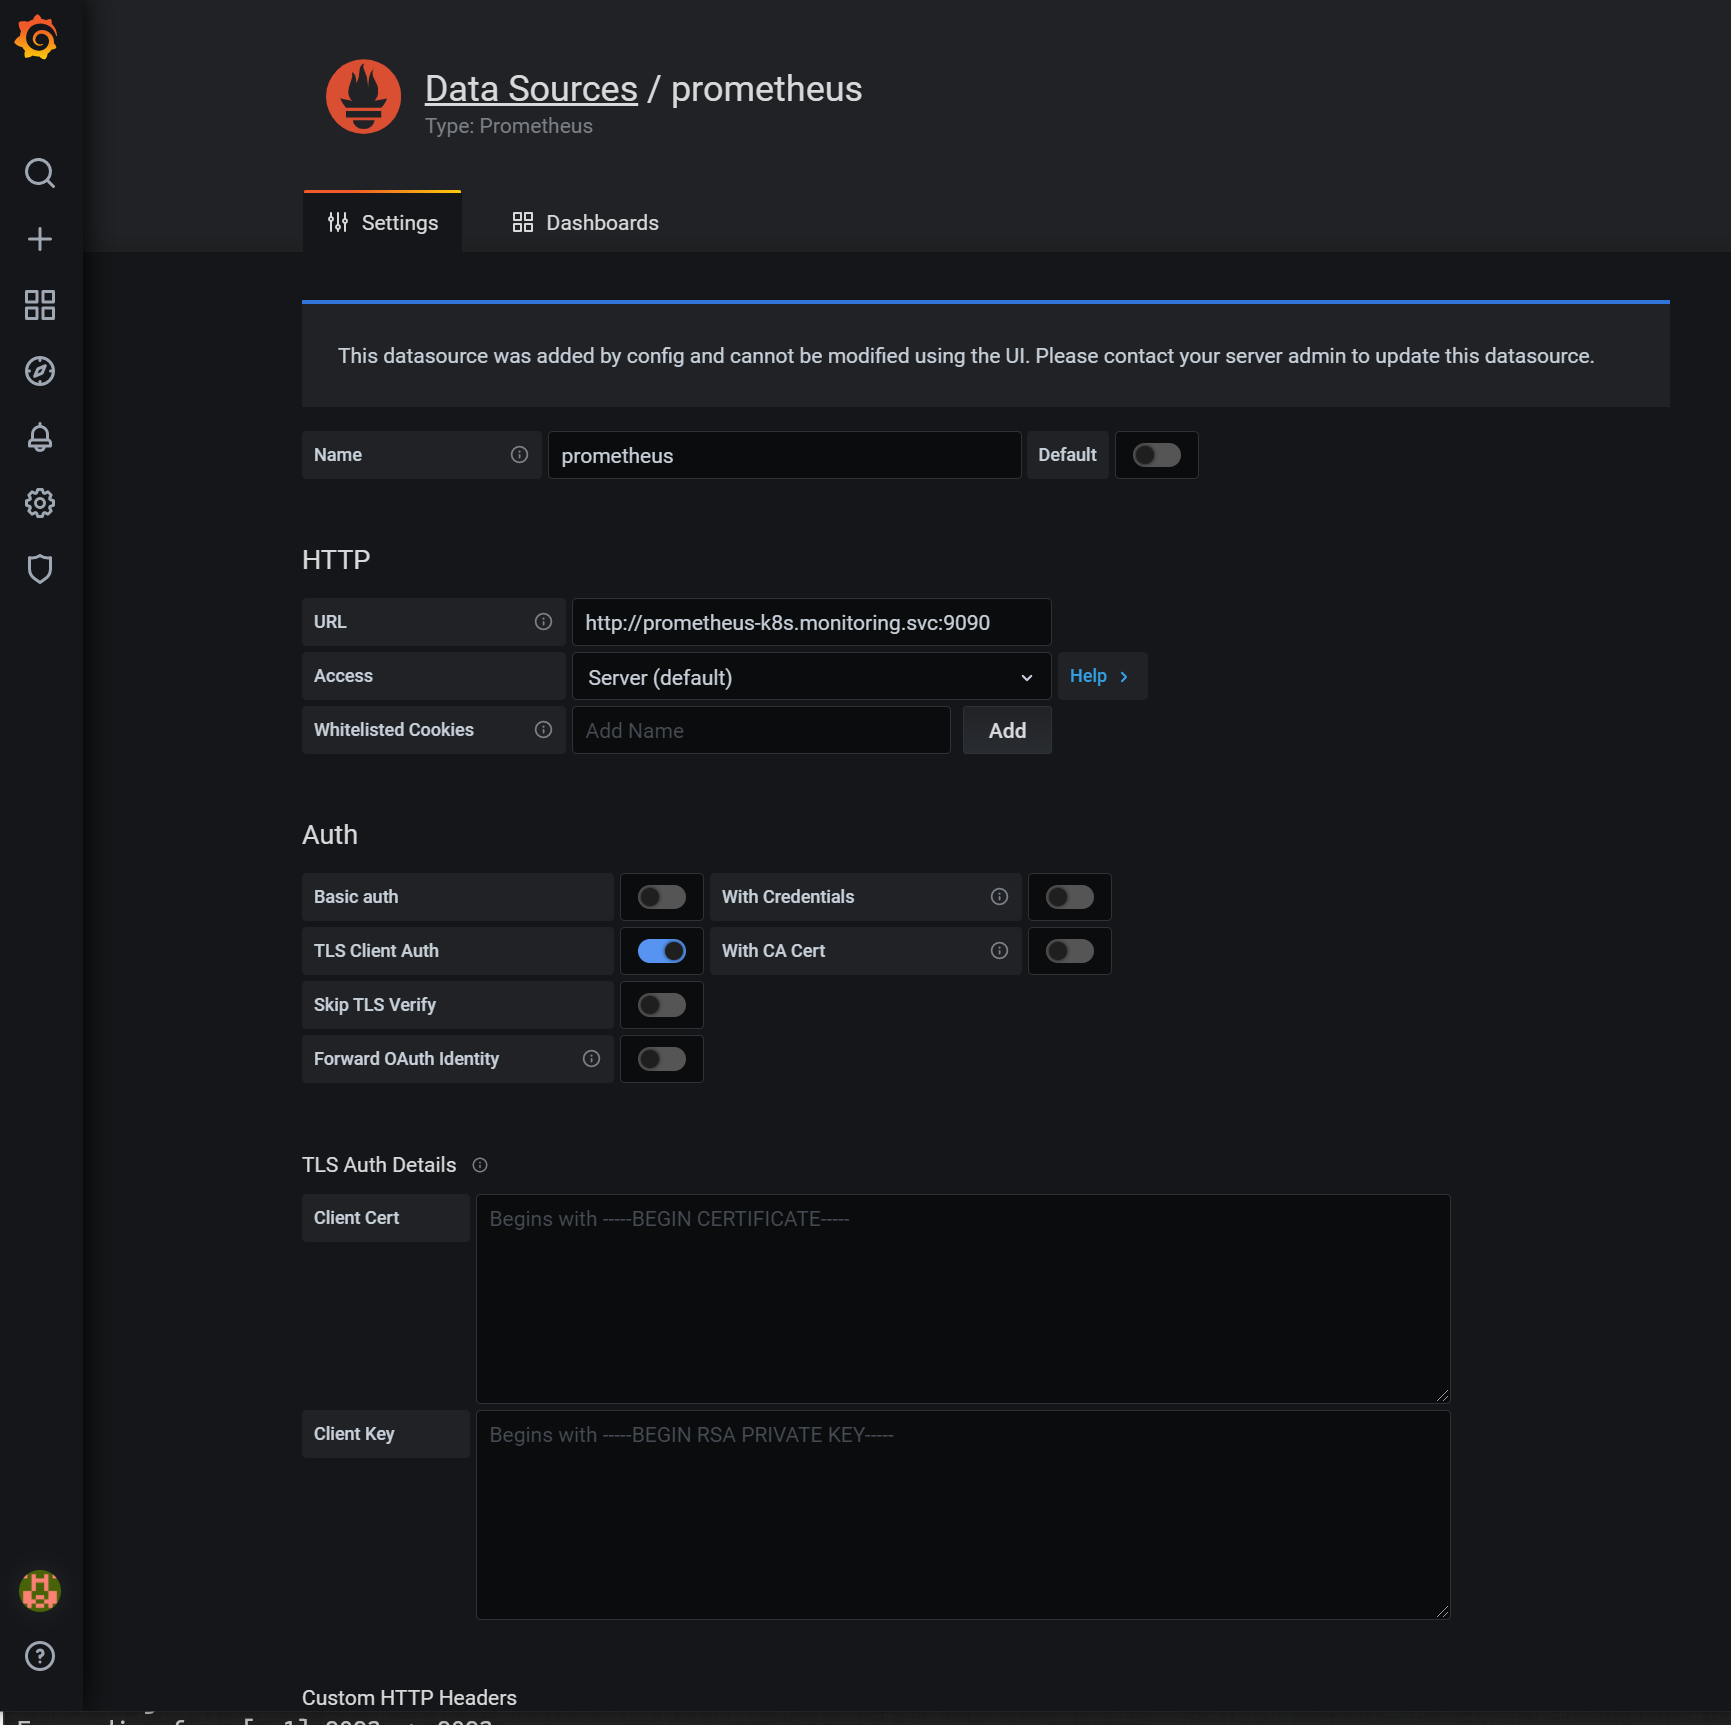 Data Sources / prometheus
Type: Prometheus
Settings
Dashboards
This datasource was added by config and cannot be modified using the UI. Please contact your server admin to update this datasource.
Name
prometheus
Default
HTTP
URL
http://prometheus-k8s.monitoring.svc:9090
Access
Server (default)
Help
Whitelisted Cookies
Add Name
Add
Auth
Basic auth
With Credentials
TLS Client Auth
With CA Cert
Skip TLS Verify
Forward OAuth Identity
TLS Auth Details
Client Cert
Begins with -----BEGIN CERTIFICATE-----
Client Key
Begins with -----BEGIN RSA PRIVATE KEY-----
Custom HTTP Headers